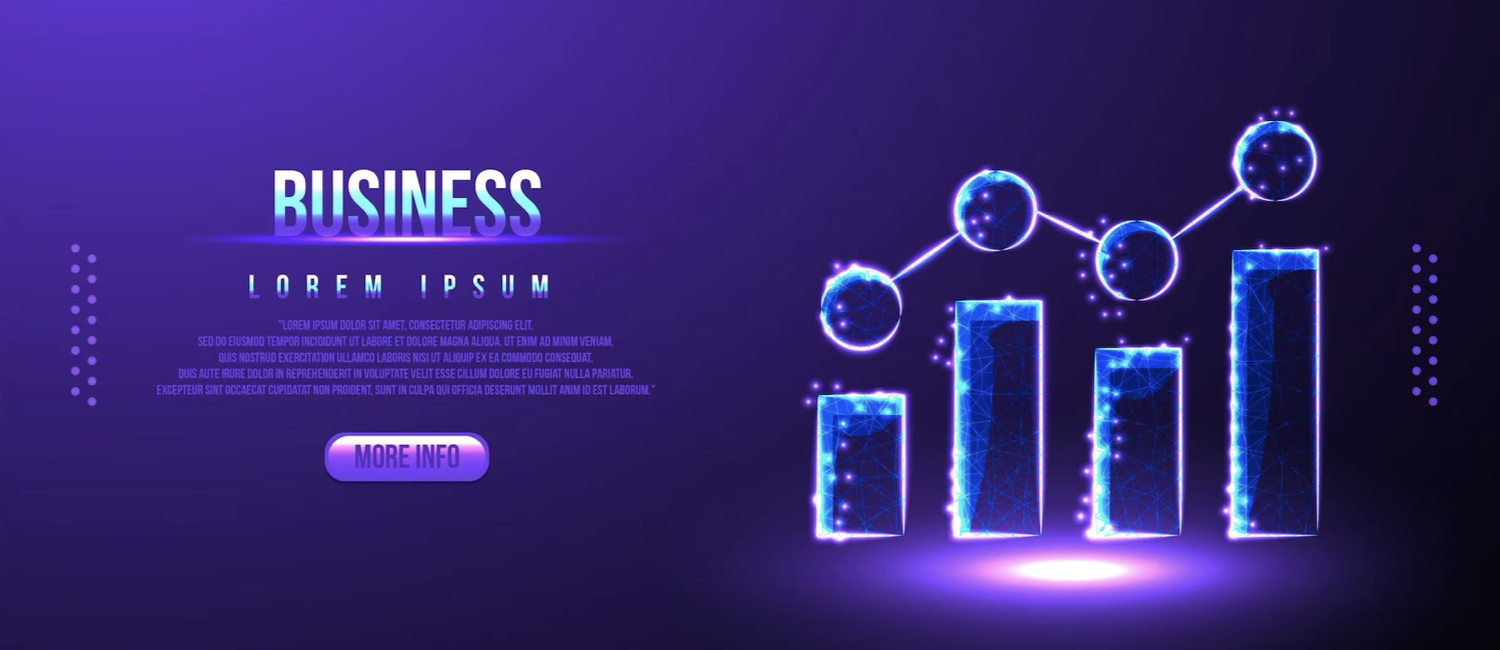 BUSINESS
LOREM IPSUM
"LOREM IPSUM DOLOR SIT AMET, CONSECTETUR ADIPISCING ELIT,
SED DO EIUSMOD TEMPOR INCIDIDUNT UT LABORE ET DOLORE MAGNA ALIQUA. UT ENIM AD MINIM VENIAM,
QUIS NOSTRUD EXERCITATION ULLAMCO LABORIS NISI UT ALIQUIP EX EA COMMODO CONSEQUAT.
DUIS AUTE IRURE DOLOR IN REPREHENDERIT IN VOLUPTATE VELIT ESSE CILLUM DOLORE EU FUGIAT NULLA PARIATUR.
EXCEPTEUR SINT OCCAECAT CUPIDATAT NON PROIDENT, SUNT IN CULPA QUI OFFICIA DESERUNT MOLLIT ANIM ID EST LABORUM."
MORE INFO